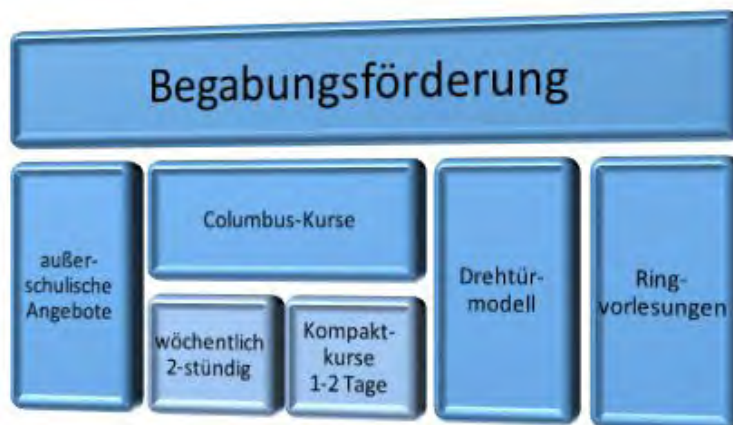 Begabungsförderung
außer-
schulische
Angebote
Columbus-Kurse
wöchentlich
2-stündig
Kompakt-
kurse
1-2 Tage
Drehtür-
modell
Ring-
vorlesungen